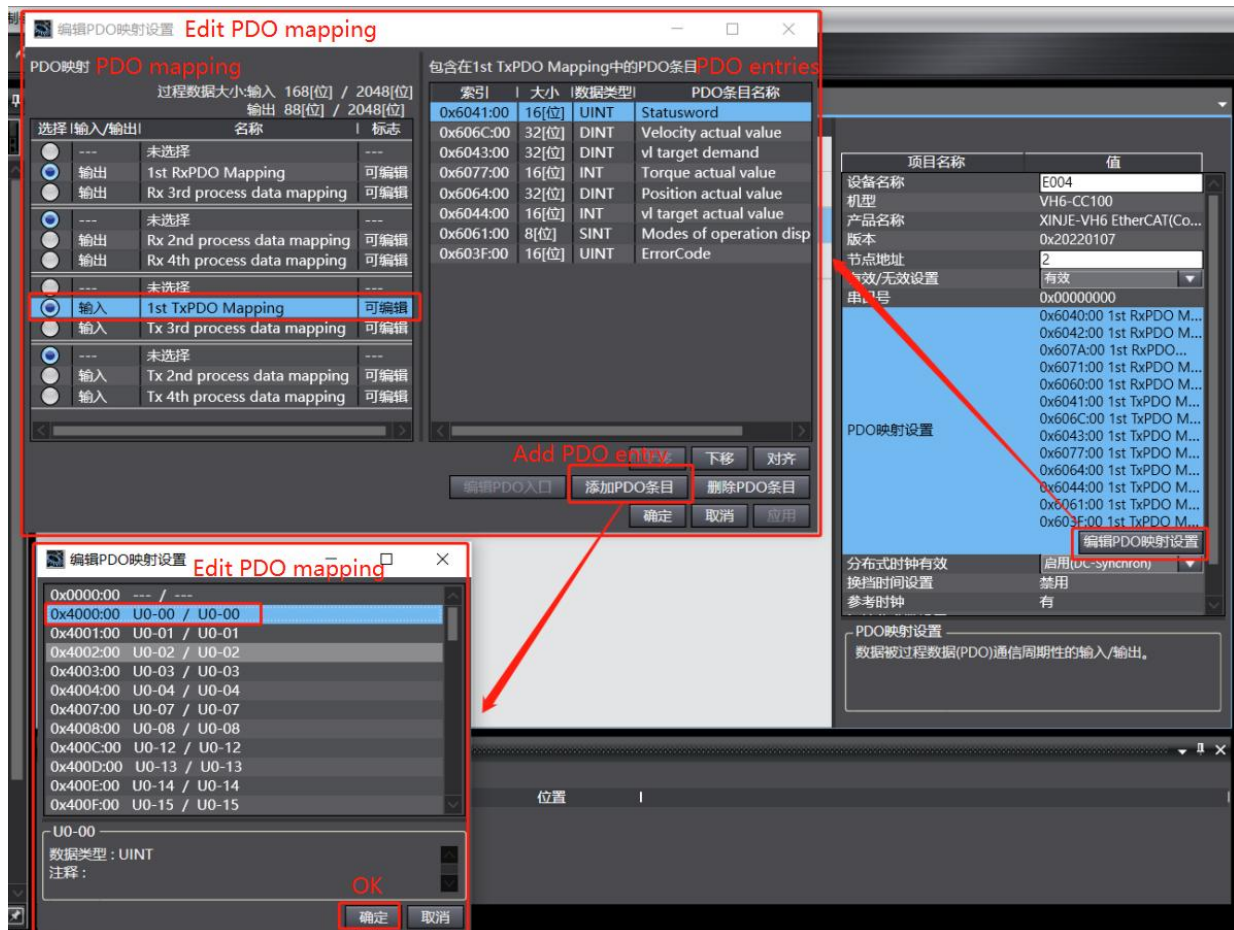 编辑PDO映射设置 Edit PDO mapping
PDO映射 PDO mapping
过程数据大小:输入 168[位] / 2048[位]
输出 88[位] / 2048[位]
选择 输入/输出 名称 标志
--- 未选择 ---
输出 1st RxPDO Mapping 可编辑
输出 Rx 3rd process data mapping 可编辑
--- 未选择 ---
输出 Rx 2nd process data mapping 可编辑
输出 Rx 4th process data mapping 可编辑
--- 未选择 ---
输入 1st TxPDO Mapping 可编辑
输入 Tx 3rd process data mapping 可编辑
--- 未选择 ---
输入 Tx 2nd process data mapping 可编辑
输入 Tx 4th process data mapping 可编辑
包含在1st TxPDO Mapping中的PDO条目 PDO entries
索引 大小 数据类型 PDO条目名称
0x6041:00 16[位] UINT Statusword
0x606C:00 32[位] DINT Velocity actual value
0x6043:00 32[位] DINT vl target demand
0x6077:00 16[位] INT Torque actual value
0x6064:00 32[位] DINT Position actual value
0x6044:00 16[位] INT vl target actual value
0x6061:00 8[位] SINT Modes of operation disp
0x603F:00 16[位] UINT ErrorCode
Add PDO entry
下移 对齐
编辑PDO入口 添加PDO条目 删除PDO条目
确定 取消 应用
项目名称 值
设备名称 E004
机型 VH6-CC100
产品名称 XINJE-VH6 EtherCAT(Co...
版本 0x20220107
节点地址 2
有效/无效设置 有效
串口号 0x00000000
PDO映射设置
0x6040:00 1st RxPDO M...
0x6042:00 1st RxPDO M...
0x607A:00 1st RxPDO...
0x6071:00 1st RxPDO M...
0x6060:00 1st RxPDO M...
0x6041:00 1st TxPDO M...
0x606C:00 1st TxPDO M...
0x6043:00 1st TxPDO M...
0x6077:00 1st TxPDO M...
0x6064:00 1st TxPDO M...
0x6044:00 1st TxPDO M...
0x6061:00 1st TxPDO M...
0x603F:00 1st TxPDO M...
编辑PDO映射设置
分布式时钟有效 启用(DC-Synchron)
换挡时间设置 禁用
参考时钟 有
PDO映射设置
数据被过程数据(PDO)通信周期性的输入/输出。
编辑PDO映射设置 Edit PDO mapping
0x0000:00 --- / ---
0x4000:00 U0-00 / U0-00
0x4001:00 U0-01 / U0-01
0x4002:00 U0-02 / U0-02
0x4003:00 U0-03 / U0-03
0x4004:00 U0-04 / U0-04
0x4007:00 U0-07 / U0-07
0x4008:00 U0-08 / U0-08
0x400C:00 U0-12 / U0-12
0x400D:00 U0-13 / U0-13
0x400E:00 U0-14 / U0-14
0x400F:00 U0-15 / U0-15
U0-00
数据类型 : UINT
注释 :
OK
确定 取消
位置